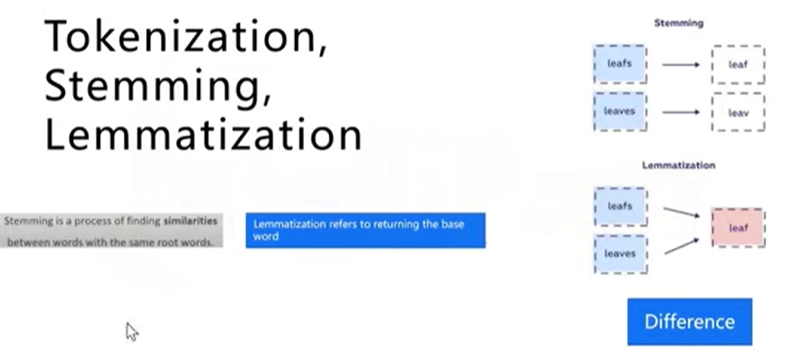 Tokenization,
Stemming,
Lemmatization
Stemming is a process of finding similarities
between words with the same root words.
Lemmatization refers to returning the base
word
Stemming
leafs
leaf
leaves
leav
Lemmatization
leafs
leaf
leaves
Difference